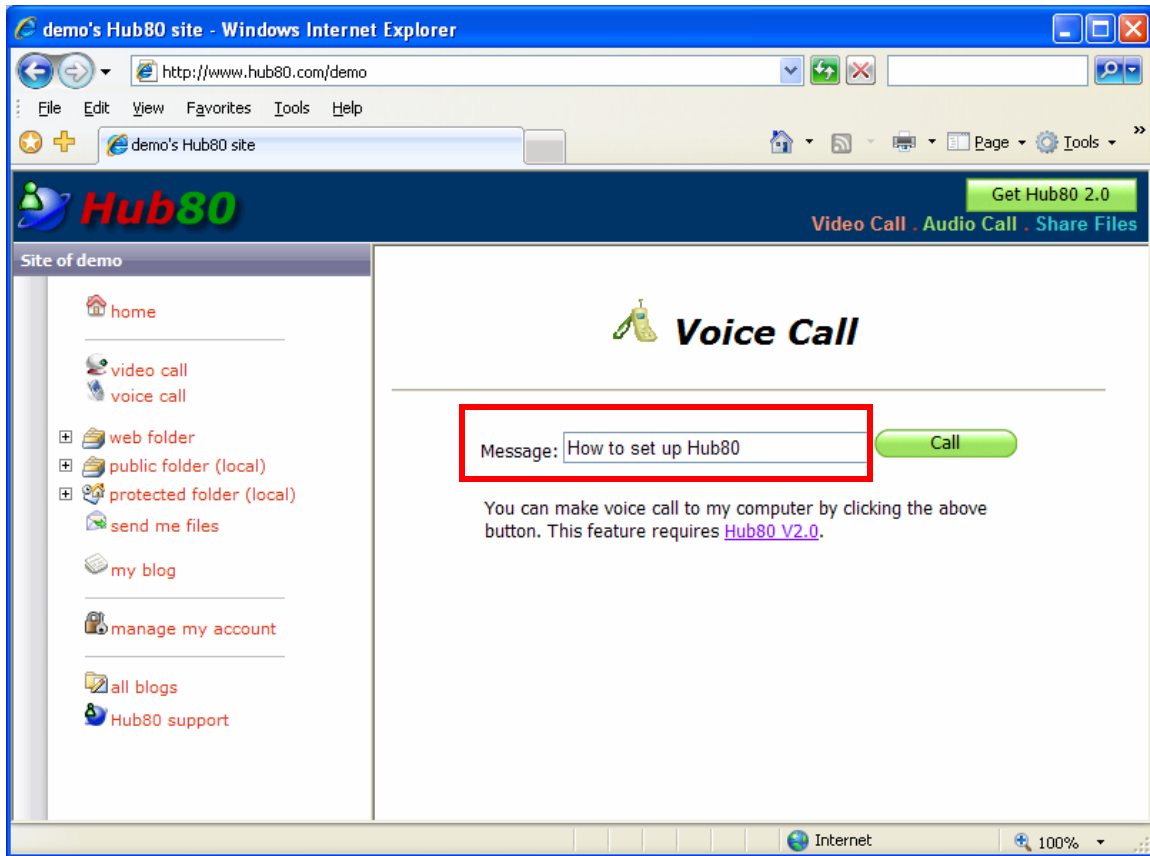 demo's Hub80 site - Windows Internet Explorer
http://www.hub80.com/demo
File Edit View Favorites Tools Help
demo's Hub80 site
Page Tools »
Hub80
Get Hub80 2.0
Video Call . Audio Call . Share Files
Site of demo
home
video call
voice call
web folder
public folder (local)
protected folder (local)
send me files
my blog
manage my account
all blogs
Hub80 support
Voice Call
Message: How to set up Hub80 Call
You can make voice call to my computer by clicking the above
button. This feature requires Hub80 V2.0.
Internet 100%